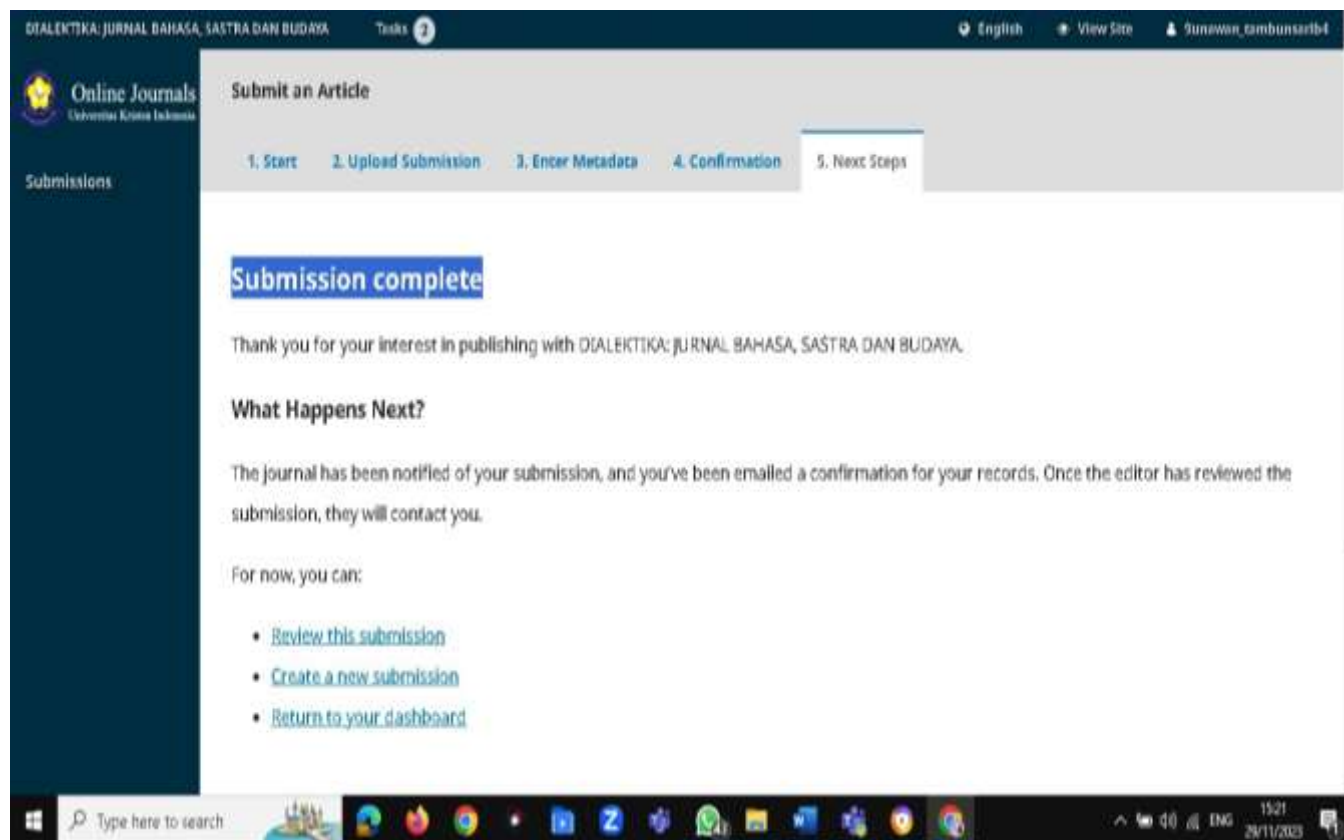 DIALEKTIKA: JURNAL BAHASA, SASTRA DAN BUDAYA Tasks 2 English View Site
Online Journals
Universitas Kristen Indonesia
Submissions
Submit an Article
1. Start 2. Upload Submission 3. Enter Metadata 4. Confirmation 5. Next Steps
Submission complete
Thank you for your interest in publishing with DIALEKTIKA: JURNAL BAHASA, SASTRA DAN BUDAYA.
What Happens Next?
The journal has been notified of your submission, and you've been emailed a confirmation for your records. Once the editor has reviewed the
submission, they will contact you.
For now, you can:
• Review this submission
• Create a new submission
• Return to your dashboard
Type here to search ENG 15:21
29/11/2023